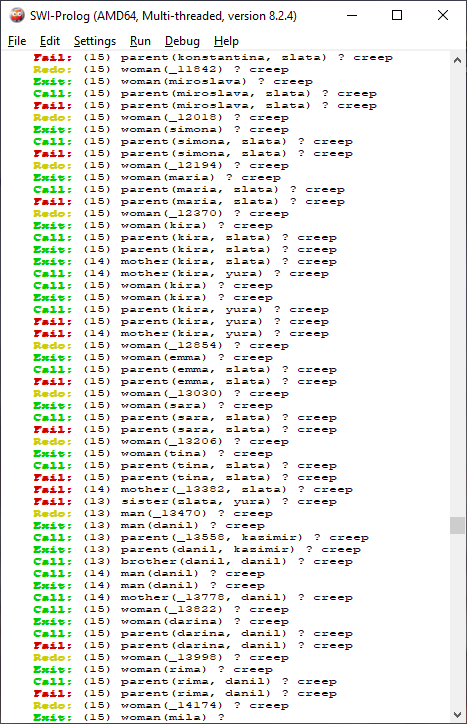 SWI-Prolog (AMD64, Multi-threaded, version 8.2.4)
File Edit Settings Run Debug Help
Fail: (15) parent(konstantina, zlata) ? creep
Redo: (15) woman(_11842) ? creep
Exit: (15) woman(miroslava) ? creep
Call: (15) parent(miroslava, zlata) ? creep
Fail: (15) parent(miroslava, zlata) ? creep
Redo: (15) woman(_12018) ? creep
Exit: (15) woman(simona) ? creep
Call: (15) parent(simona, zlata) ? creep
Fail: (15) parent(simona, zlata) ? creep
Redo: (15) woman(_12194) ? creep
Exit: (15) woman(maria) ? creep
Call: (15) parent(maria, zlata) ? creep
Fail: (15) parent(maria, zlata) ? creep
Redo: (15) woman(_12370) ? creep
Exit: (15) woman(kira) ? creep
Call: (15) parent(kira, zlata) ? creep
Exit: (15) parent(kira, zlata) ? creep
Exit: (14) mother(kira, zlata) ? creep
Call: (14) mother(kira, yura) ? creep
Call: (15) woman(kira) ? creep
Exit: (15) woman(kira) ? creep
Call: (15) parent(kira, yura) ? creep
Fail: (15) parent(kira, yura) ? creep
Fail: (14) mother(kira, yura) ? creep
Redo: (15) woman(_12854) ? creep
Exit: (15) woman(emma) ? creep
Call: (15) parent(emma, zlata) ? creep
Fail: (15) parent(emma, zlata) ? creep
Redo: (15) woman(_13030) ? creep
Exit: (15) woman(sara) ? creep
Call: (15) parent(sara, zlata) ? creep
Fail: (15) parent(sara, zlata) ? creep
Redo: (15) woman(_13206) ? creep
Exit: (15) woman(tina) ? creep
Call: (15) parent(tina, zlata) ? creep
Fail: (15) parent(tina, zlata) ? creep
Fail: (14) mother(_13382, zlata) ? creep
Fail: (13) sister(zlata, yura) ? creep
Redo: (13) man(_13470) ? creep
Exit: (13) man(danil) ? creep
Call: (13) parent(_13558, kazimir) ? creep
Exit: (13) parent(danil, kazimir) ? creep
Call: (13) brother(danil, danil) ? creep
Call: (14) man(danil) ? creep
Exit: (14) man(danil) ? creep
Call: (14) mother(_13778, danil) ? creep
Call: (15) woman(_13822) ? creep
Exit: (15) woman(darina) ? creep
Call: (15) parent(darina, danil) ? creep
Fail: (15) parent(darina, danil) ? creep
Redo: (15) woman(_13998) ? creep
Exit: (15) woman(rima) ? creep
Call: (15) parent(rima, danil) ? creep
Fail: (15) parent(rima, danil) ? creep
Redo: (15) woman(_14174) ? creep
Exit: (15) woman(mila) ?